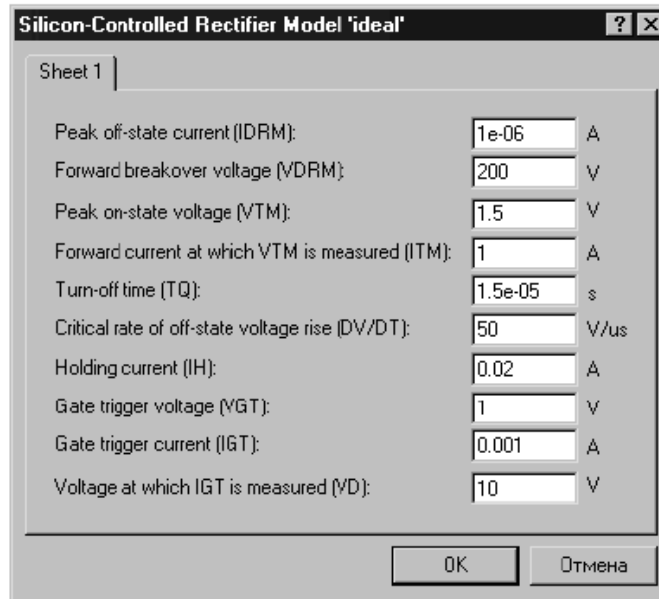 Silicon-Controlled Rectifier Model 'ideal' ? ×
Sheet 1
Peak off-state current (IDRM): 1e-06 A
Forward breakover voltage (VDRM): 200 V
Peak on-state voltage (VTM): 1.5 V
Forward current at which VTM is measured (ITM): 1 A
Turn-off time (TQ): 1.5e-05 s
Critical rate of off-state voltage rise (DV/DT): 50 V/us
Holding current (IH): 0.02 A
Gate trigger voltage (VGT): 1 V
Gate trigger current (IGT): 0.001 A
Voltage at which IGT is measured (VD): 10 V
OK Отмена